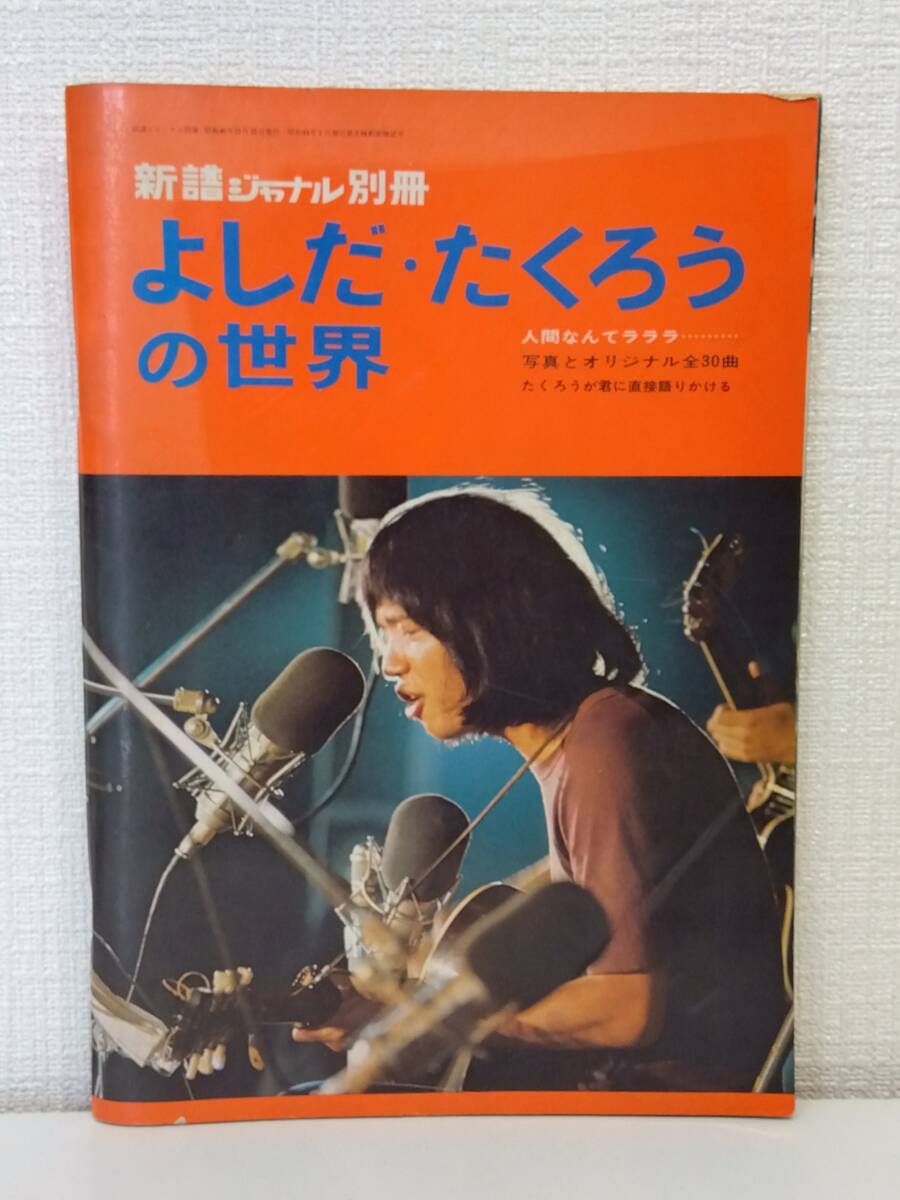 新譜ジャーナル別冊
よしだ・たくろう
の世界
人間なんてラララ………
写真とオリジナル全30曲
たくろうが君に直接語りかける